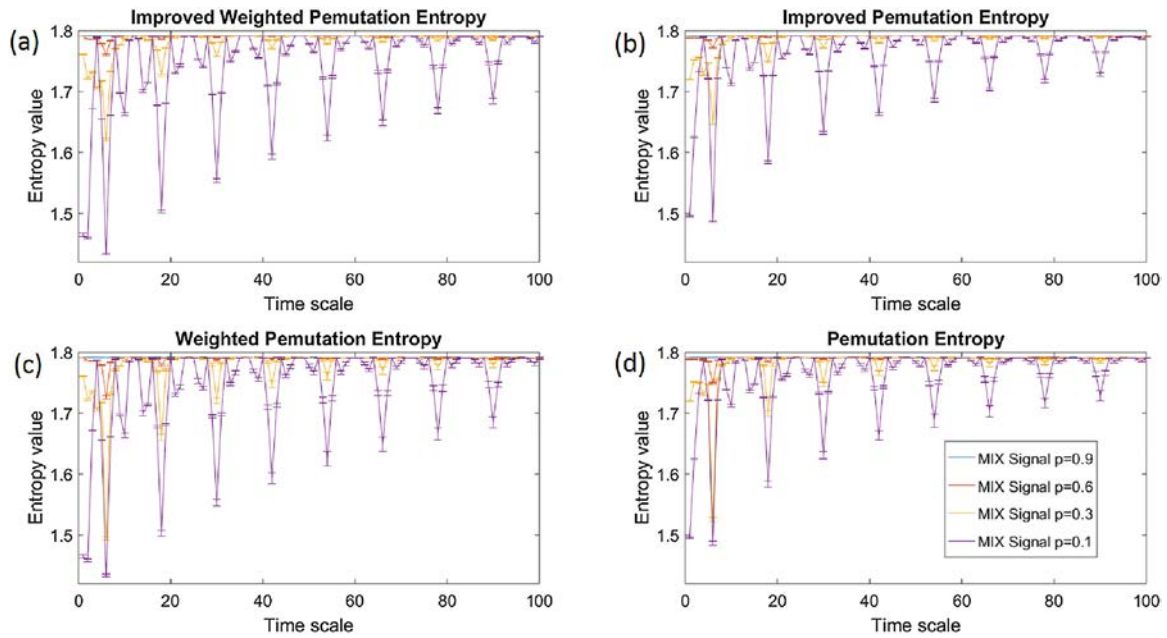 Improved Weighted Pemutation Entropy
(a)
1.8
1.7
1.6
1.5
Entropy value
0 20 40 60 80 100
Time scale
Improved Pemutation Entropy
(b)
1.8
1.7
1.6
1.5
Entropy value
0 20 40 60 80 100
Time scale
Weighted Pemutation Entropy
(c)
1.8
1.7
1.6
1.5
Entropy value
0 20 40 60 80 100
Time scale
Pemutation Entropy
(d)
1.8
1.7
1.6
1.5
Entropy value
MIX Signal p=0.9
MIX Signal p=0.6
MIX Signal p=0.3
MIX Signal p=0.1
0 20 40 60 80 100
Time scale